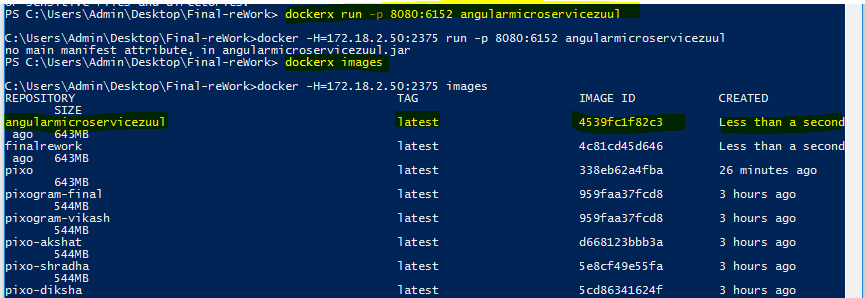 or sensitive files and directories.
PS C:\Users\Admin\Desktop\Final-reWork> dockerx run -p 8080:6152 angularmicroservicezuul
C:\Users\Admin\Desktop\Final-reWork>docker -H=172.18.2.50:2375 run -p 8080:6152 angularmicroservicezuul
no main manifest attribute, in angularmicroservicezuul.jar
PS C:\Users\Admin\Desktop\Final-reWork> dockerx images
C:\Users\Admin\Desktop\Final-reWork>docker -H=172.18.2.50:2375 images
REPOSITORY TAG IMAGE ID CREATED
SIZE
angularmicroservicezuul latest 4539fc1f82c3 Less than a second
ago 643MB
finalrework latest 4c81cd45d646 Less than a second
ago 643MB
pixo latest 338eb62a4fba 26 minutes ago
643MB
pixogram-final latest 959faa37fcd8 3 hours ago
544MB
pixogram-vikash latest 959faa37fcd8 3 hours ago
544MB
pixo-akshat latest d668123bbb3a 3 hours ago
544MB
pixo-shradha latest 5e8cf49e55fa 3 hours ago
544MB
pixo-diksha latest 5cd86341624f 3 hours ago